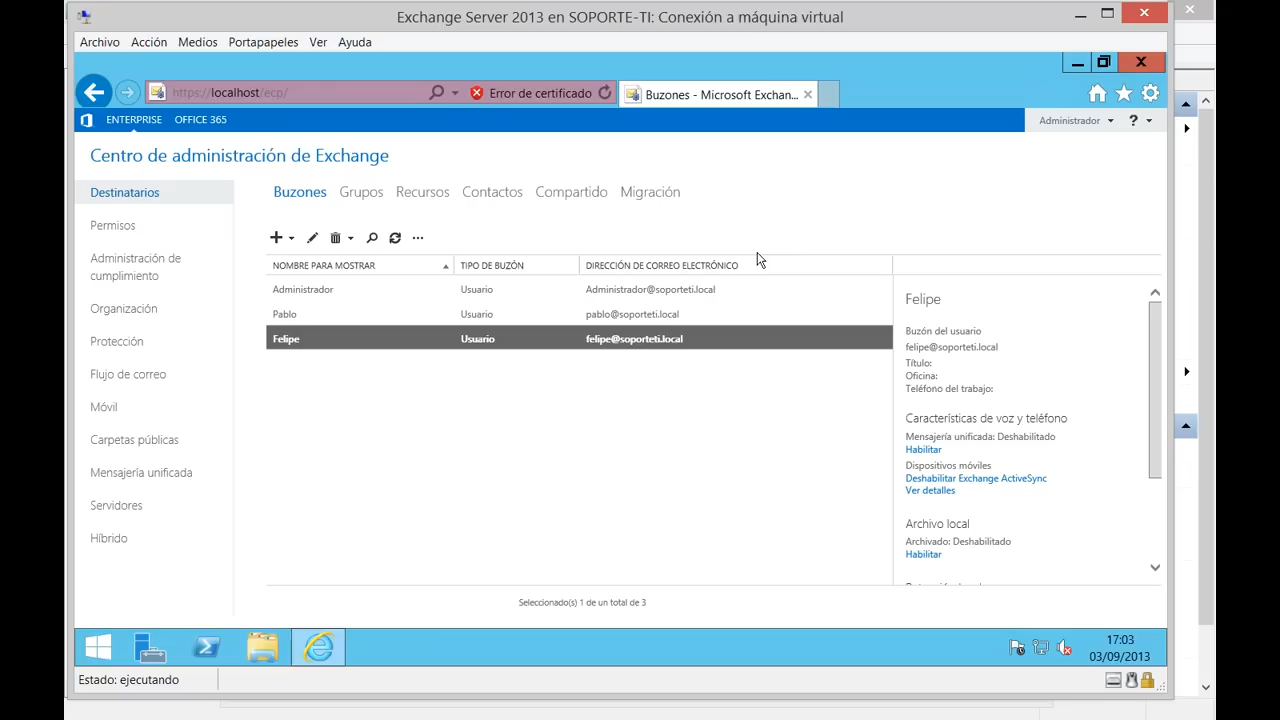 Exchange Server 2013 en SOPORTE-TI: Conexión a máquina virtual
Archivo Acción Medios Portapapeles Ver Ayuda
https://localhost/ecp/ Error de certificado Buzones - Microsoft Exchan...
ENTERPRISE OFFICE 365 Administrador ?
Centro de administración de Exchange
Destinatarios
Permisos
Administración de
cumplimiento
Organización
Protección
Flujo de correo
Móvil
Carpetas públicas
Mensajería unificada
Servidores
Híbrido
Buzones Grupos Recursos Contactos Compartido Migración
NOMBRE PARA MOSTRAR TIPO DE BUZÓN DIRECCIÓN DE CORREO ELECTRÓNICO
Administrador Usuario Administrador@soporteti.local
Pablo Usuario pablo@soporteti.local
Felipe Usuario felipe@soporteti.local
Seleccionado(s) 1 de un total de 3
Felipe
Buzón del usuario
felipe@soporteti.local
Título:
Oficina:
Teléfono del trabajo:
Características de voz y teléfono
Mensajería unificada: Deshabilitado
Habilitar
Dispositivos móviles
Deshabilitar Exchange ActiveSync
Ver detalles
Archivo local
Archivado: Deshabilitado
Habilitar
17:03
03/09/2013
Estado: ejecutando